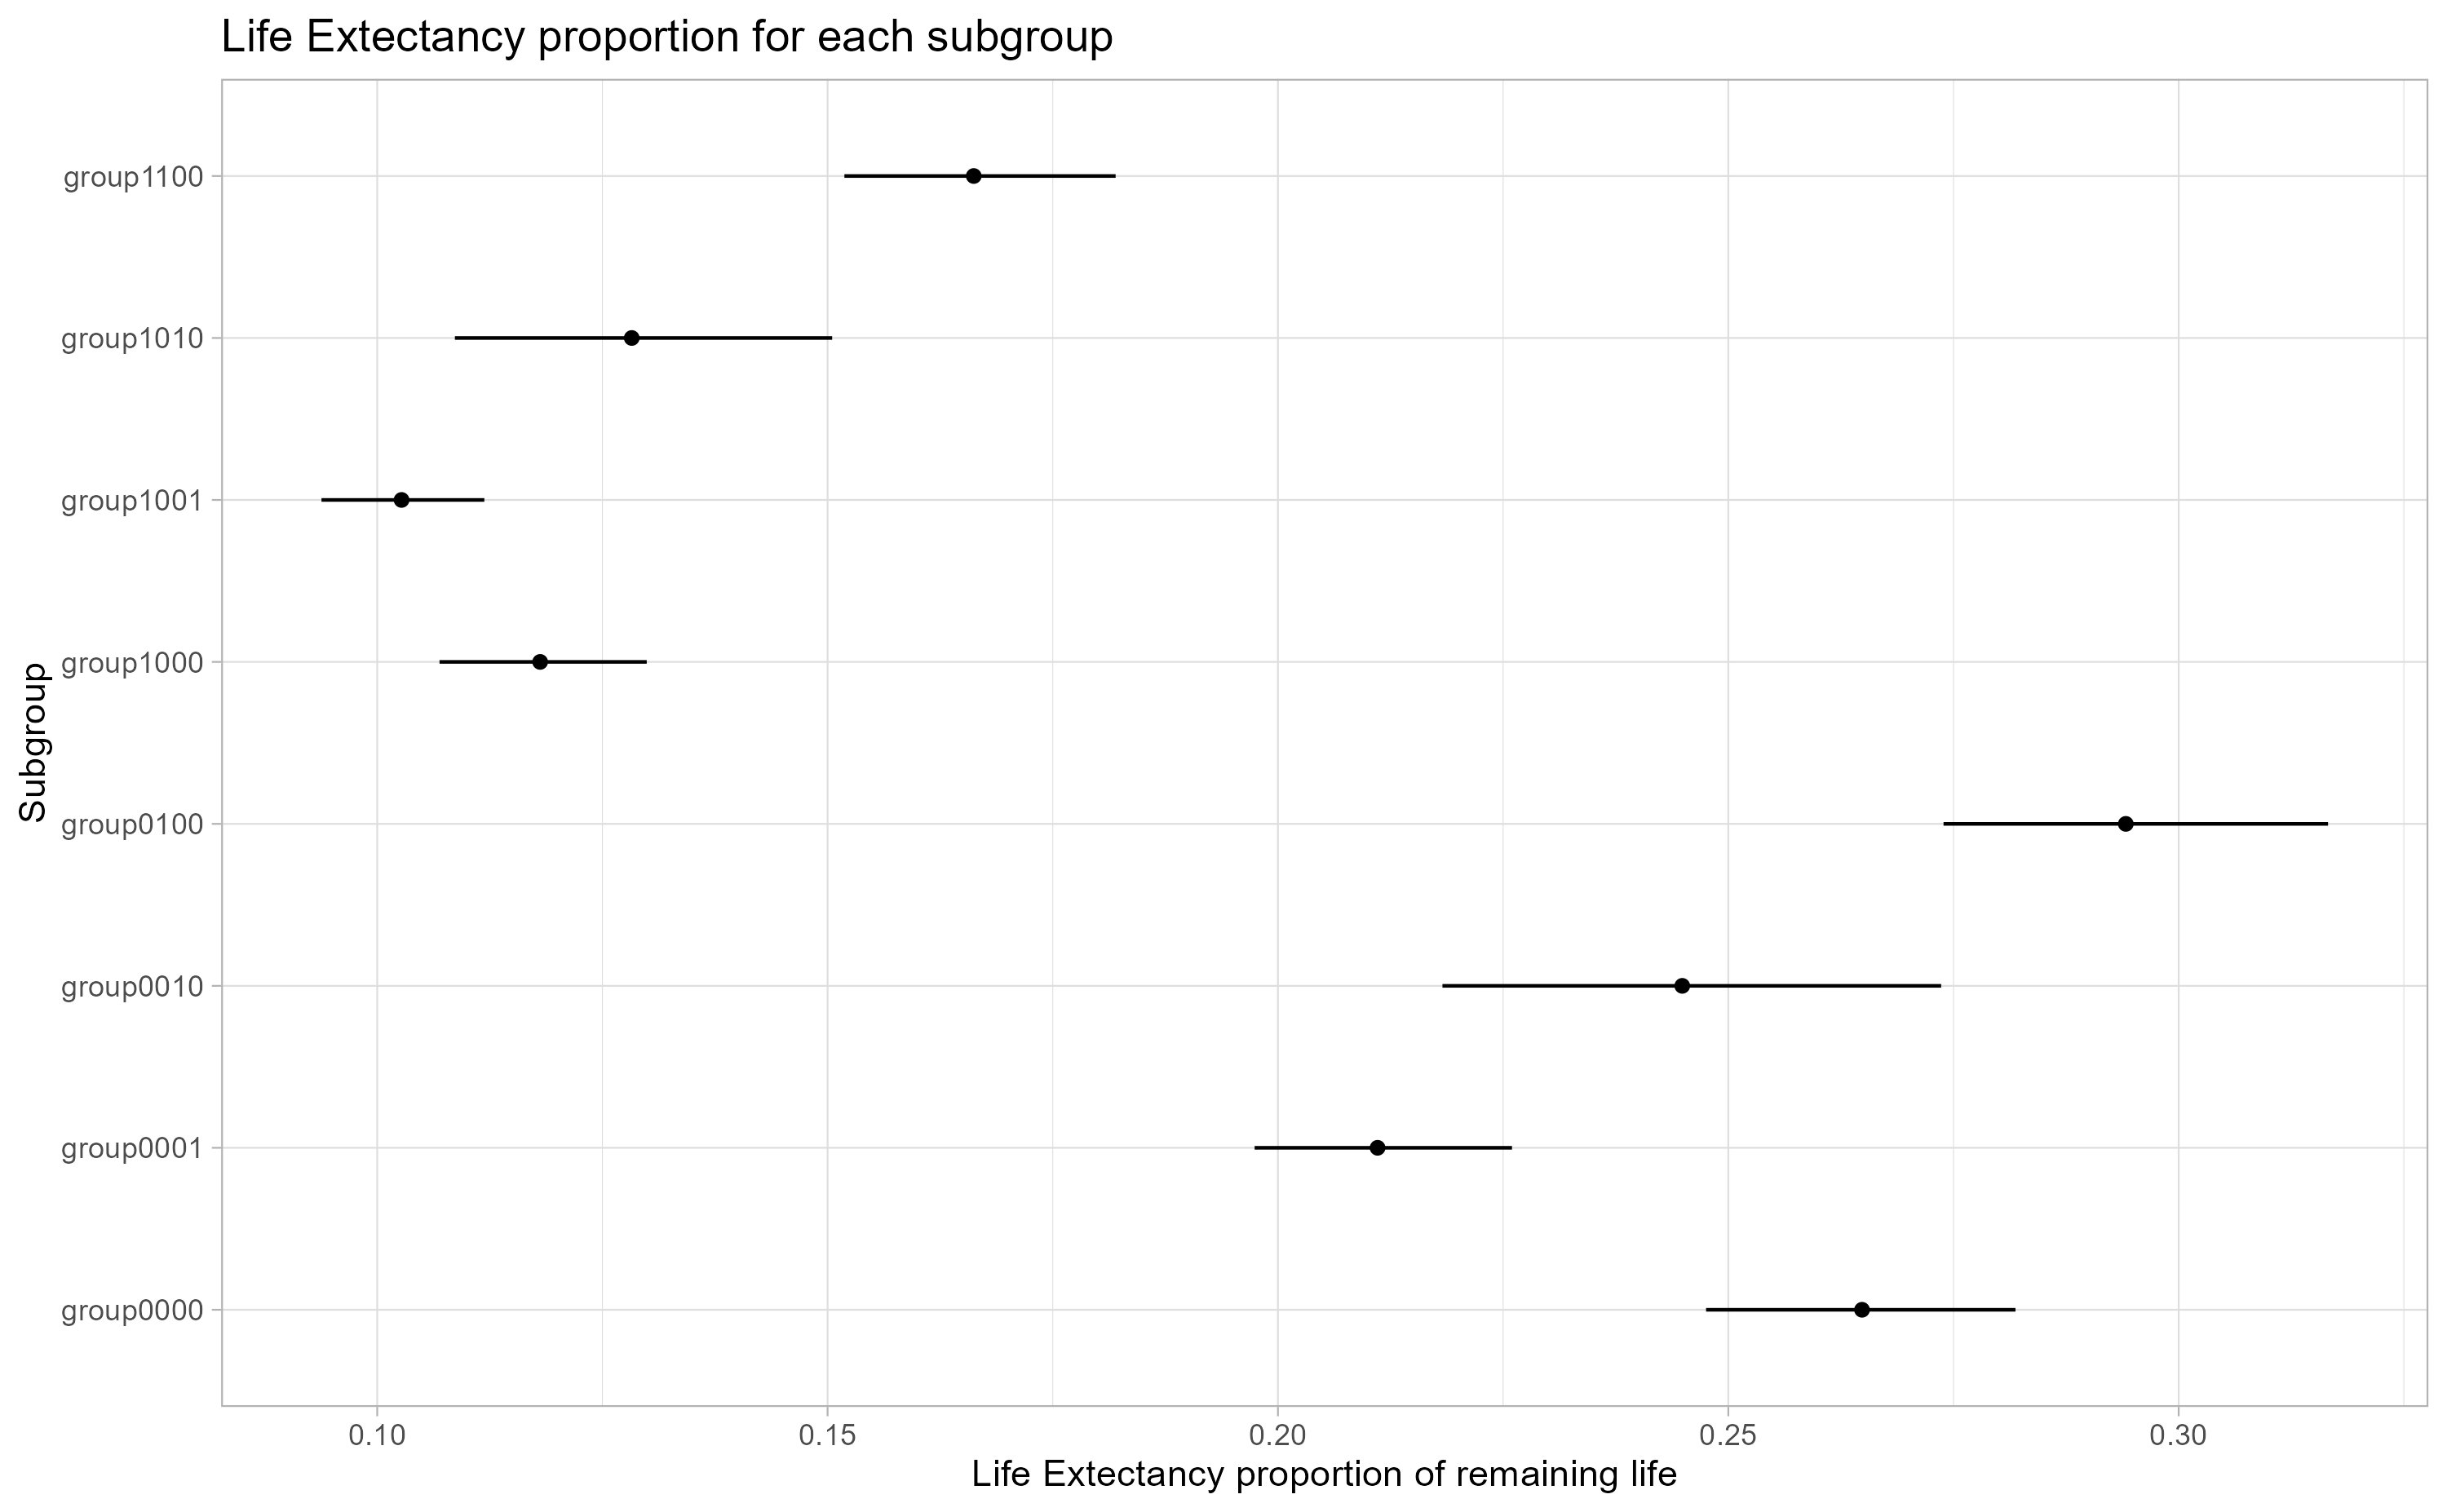 Life Extectancy proportion for each subgroup
Subgroup
group1100
group1010
group1001
group1000
group0100
group0010
group0001
group0000
0.10 0.15 0.20 0.25 0.30
Life Extectancy proportion of remaining life